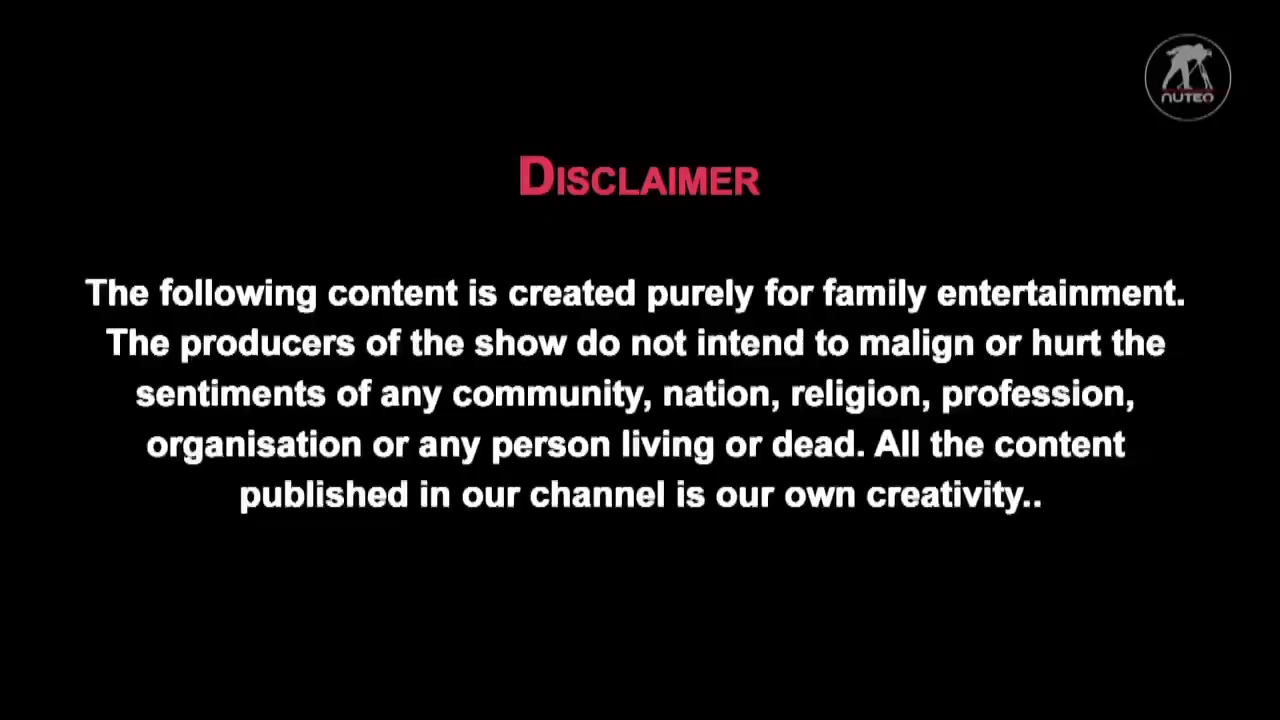 NUTEQ
DISCLAIMER
The following content is created purely for family entertainment.
The producers of the show do not intend to malign or hurt the
sentiments of any community, nation, religion, profession,
organisation or any person living or dead. All the content
published in our channel is our own creativity..